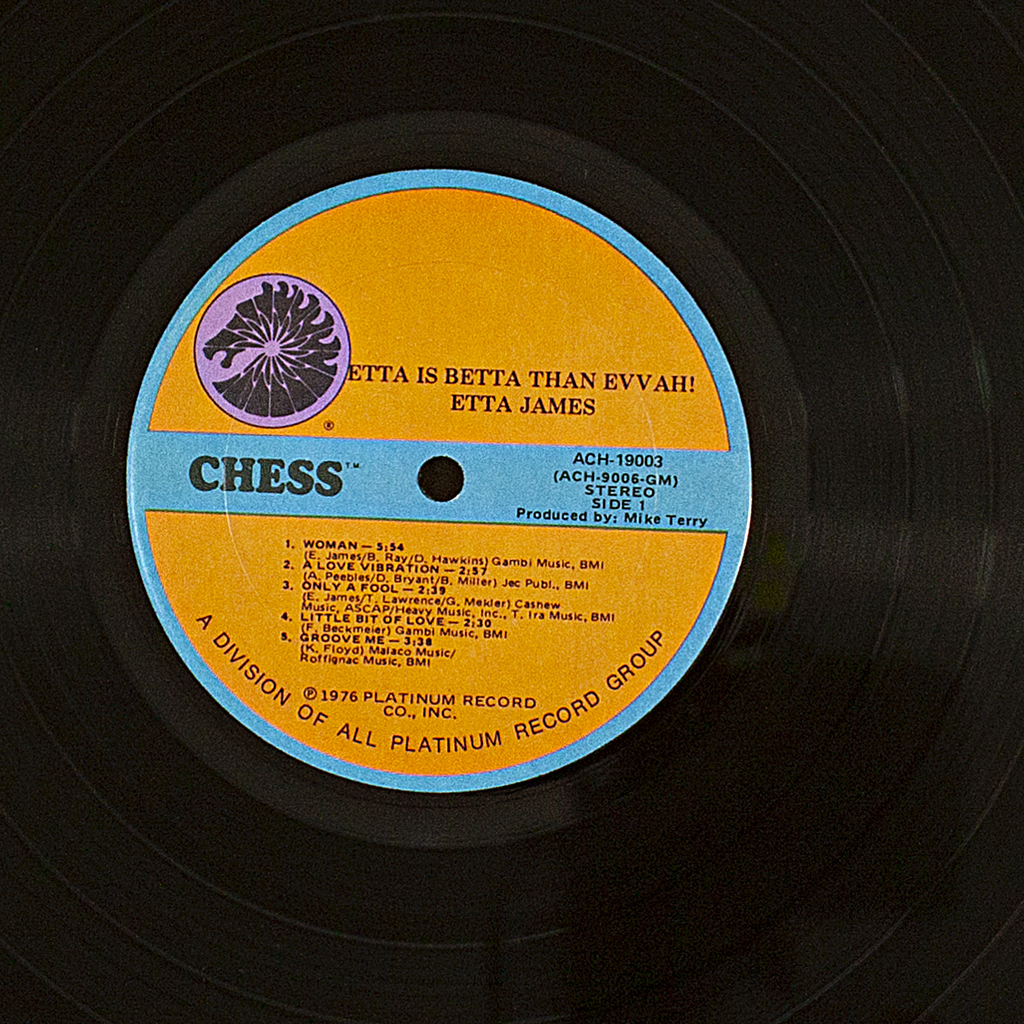 ETTA IS BETTA THAN EVVAH!
ETTA JAMES
®
CHESS™
ACH-19003
(ACH-9006-GM)
STEREO
SIDE 1
Produced by: Mike Terry
1. WOMAN — 5:54
(E. James/B. Ray/D. Hawkins) Gambi Music, BMI
2. A LOVE VIBRATION — 2:57
(A. Peebles/D. Bryant/B. Miller) Jec Publ., BMI
3. ONLY A FOOL — 2:39
(E. James/T. Lawrence/G. Mekler) Cashew
Music, ASCAP/Heavy Music, Inc., T. Ira Music, BMI
4. LITTLE BIT OF LOVE — 2:30
(F. Beckmeier) Gambi Music, BMI
5. GROOVE ME — 3:38
(K. Floyd) Malaco Music/
Roffignac Music, BMI
℗ 1976 PLATINUM RECORD
CO., INC.
A DIVISION OF ALL PLATINUM RECORD GROUP